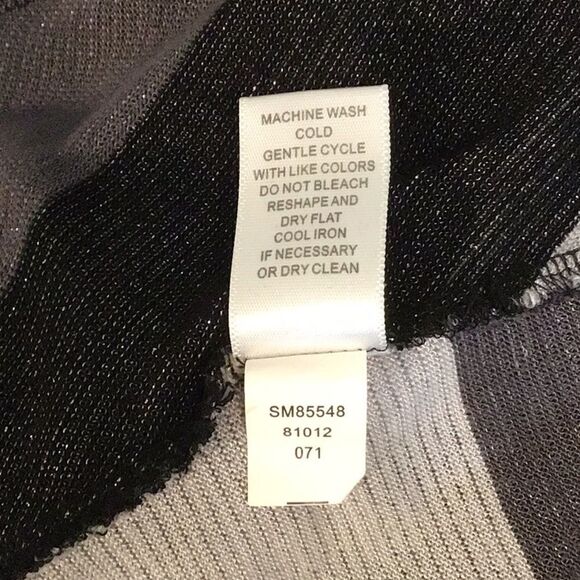 MACHINE WASH
COLD
GENTLE CYCLE
WITH LIKE COLORS
DO NOT BLEACH
RESHAPE AND
DRY FLAT
COOL IRON
IF NECESSARY
OR DRY CLEAN
SM85548
81012
071